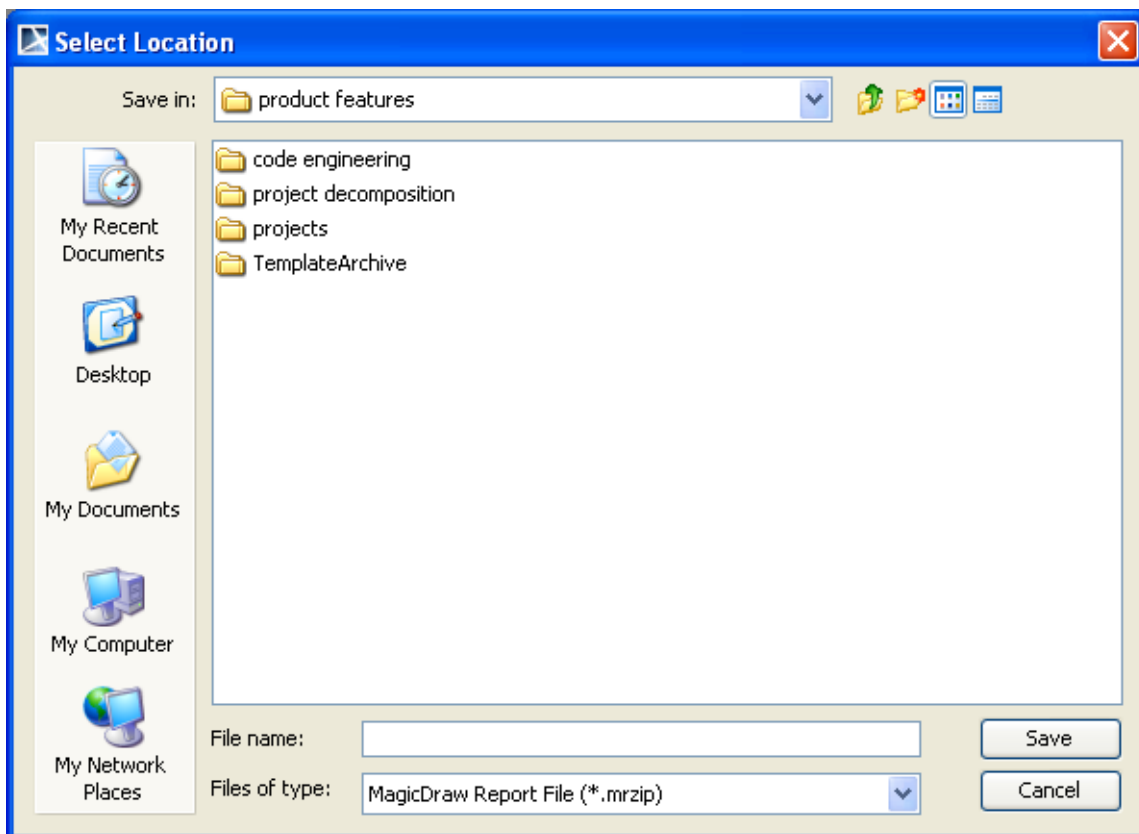 Select Location
Save in:
product features
code engineering
project decomposition
projects
TemplateArchive
My Recent
Documents
Desktop
My Documents
My Computer
My Network
Places
File name:
Save
Files of type:
MagicDraw Report File (*.mrzip)
Cancel